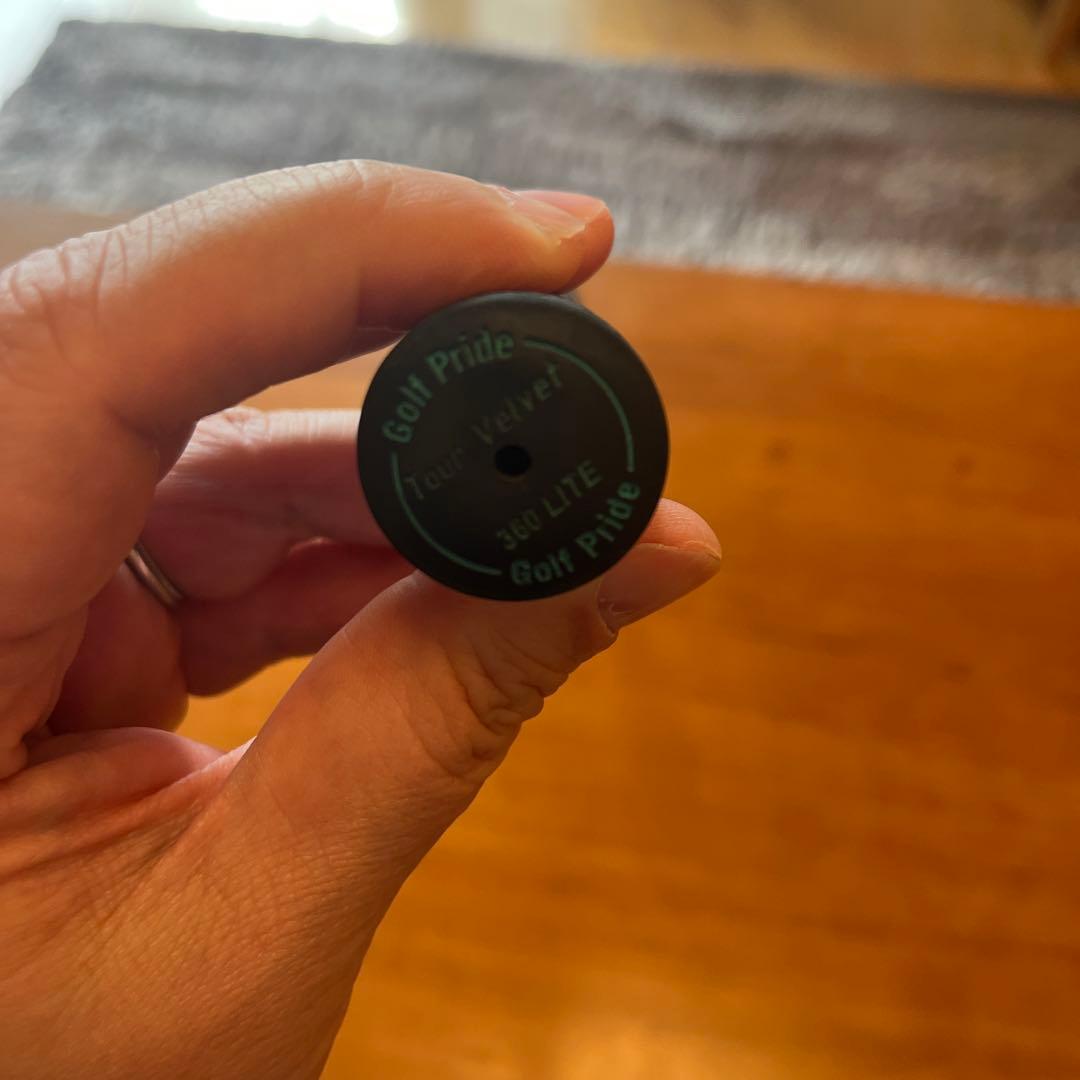 Golf Pride
Tour Velvet
360 LITE
Golf Pride